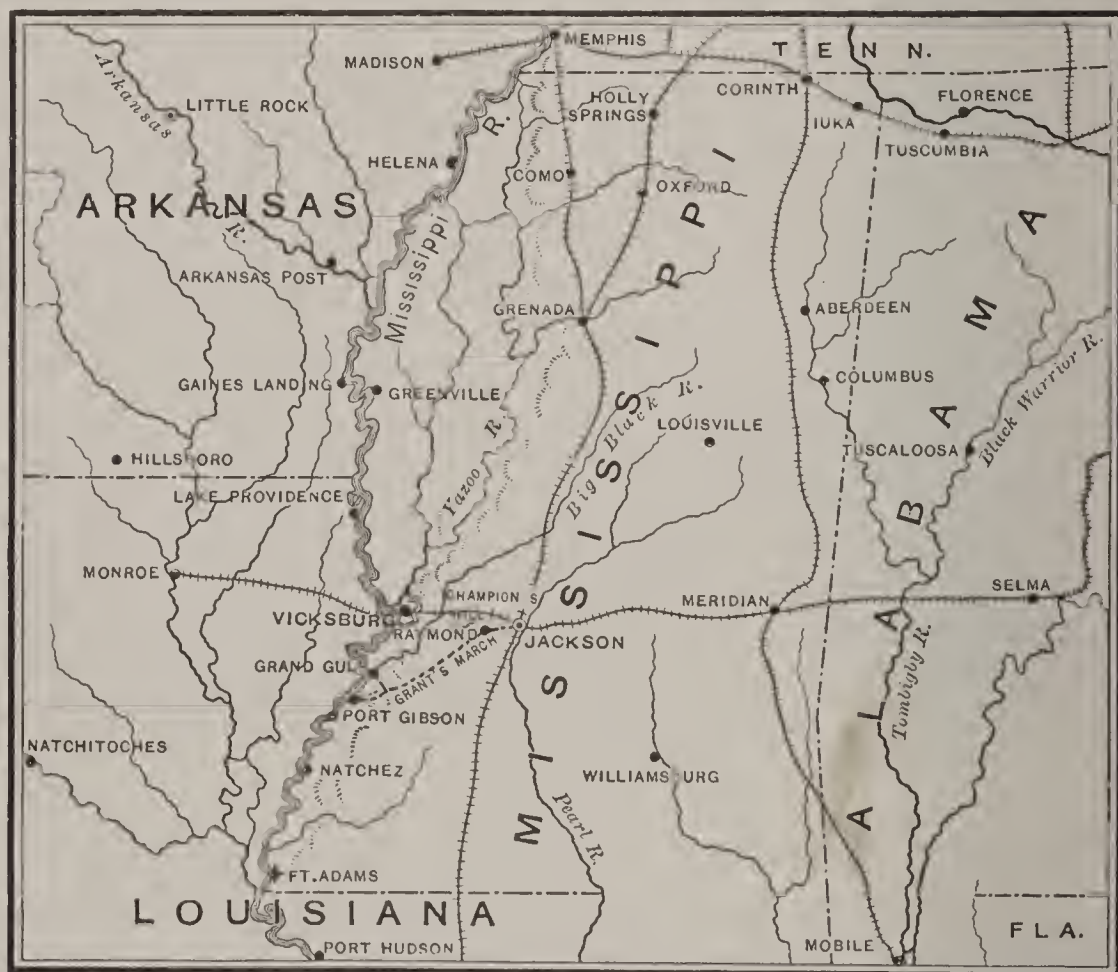 MEMPHIS
TENN.
MADISON
Arkansas
R.
LITTLE ROCK
HOLLY
SPRINGS
CORINTH
FLORENCE
IUKA
TUSCUMBIA
HELENA
COMO
OXFORD
ARKANSAS
R.
ARKANSAS POST
Mississippi
GRENADA
ABERDEEN
GAINES LANDING
GREENVILLE
COLUMBUS
Big Black R.
LOUISVILLE
Black Warrior R.
TUSCALOOSA
HILLSBORO
Yazoo R.
LAKE PROVIDENCE
MISSISSIPPI
ALABAMA
MONROE
CHAMPION S
HILL
VICKSBURG
MERIDIAN
SELMA
RAYMOND
JACKSON
GRAND GUL
GRANT'S MARCH
Tombigby R.
PORT GIBSON
NATCHITOCHES
NATCHEZ
WILLIAMSBURG
Pearl R.
FT. ADAMS
LOUISIANA
FLA.
PORT HUDSON
MOBILE